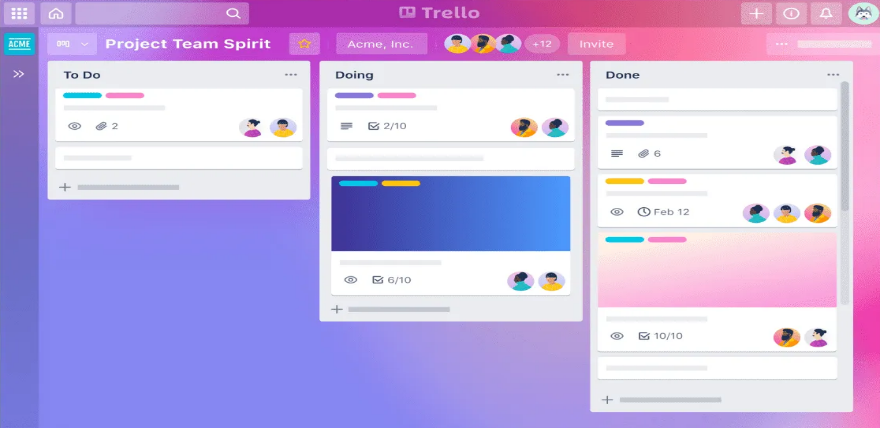 Trello
ACME
Project Team Spirit
Acme, Inc.
+12
Invite
To Do
2
Doing
2/10
6/10
Done
6
Feb 12
10/10